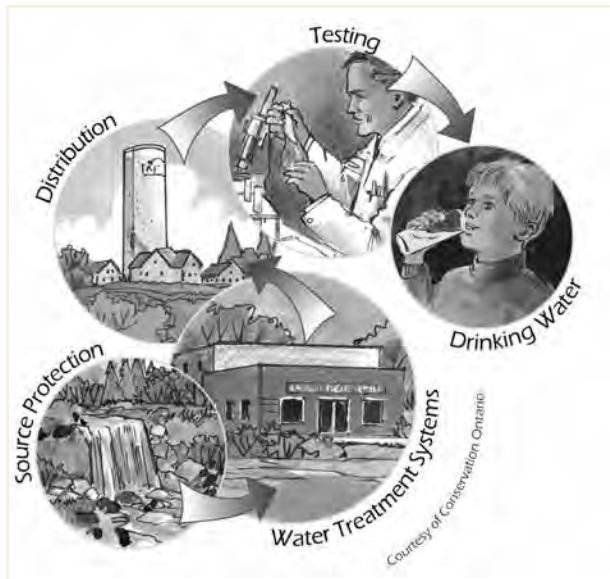 Testing
Distribution
Drinking Water
Source Protection
Water Treatment Systems
Courtesy of Conservation Ontario